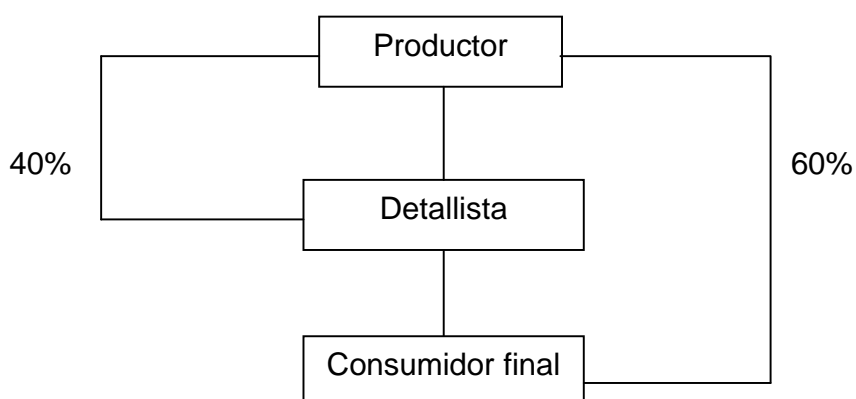 Productor
40%
60%
Detallista
Consumidor final